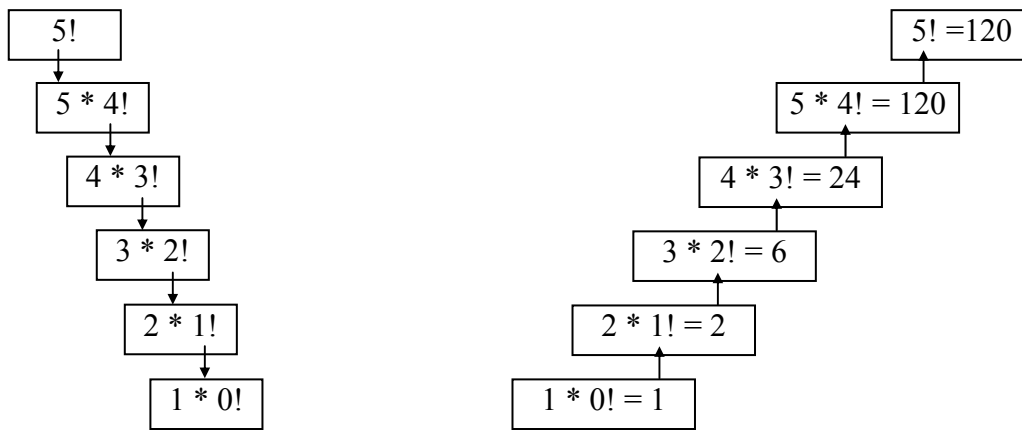 5!
5 * 4!
4 * 3!
3 * 2!
2 * 1!
1 * 0!
5! =120
5 * 4! = 120
4 * 3! = 24
3 * 2! = 6
2 * 1! = 2
1 * 0! = 1